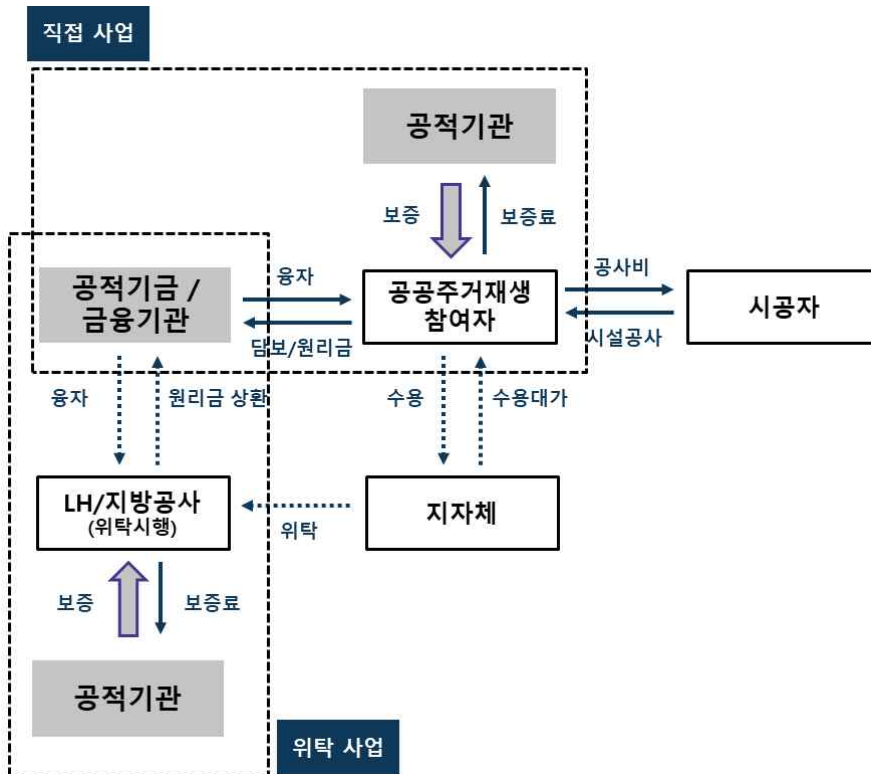 직접 사업
공적기관
보증
보증료
공적기금 /
금융기관
융자
담보/원리금
공공주거재생
참여자
공사비
시설공사
시공자
융자
원리금 상환
수용
수용대가
LH/지방공사
(위탁시행)
위탁
지자체
보증
보증료
공적기관
위탁 사업